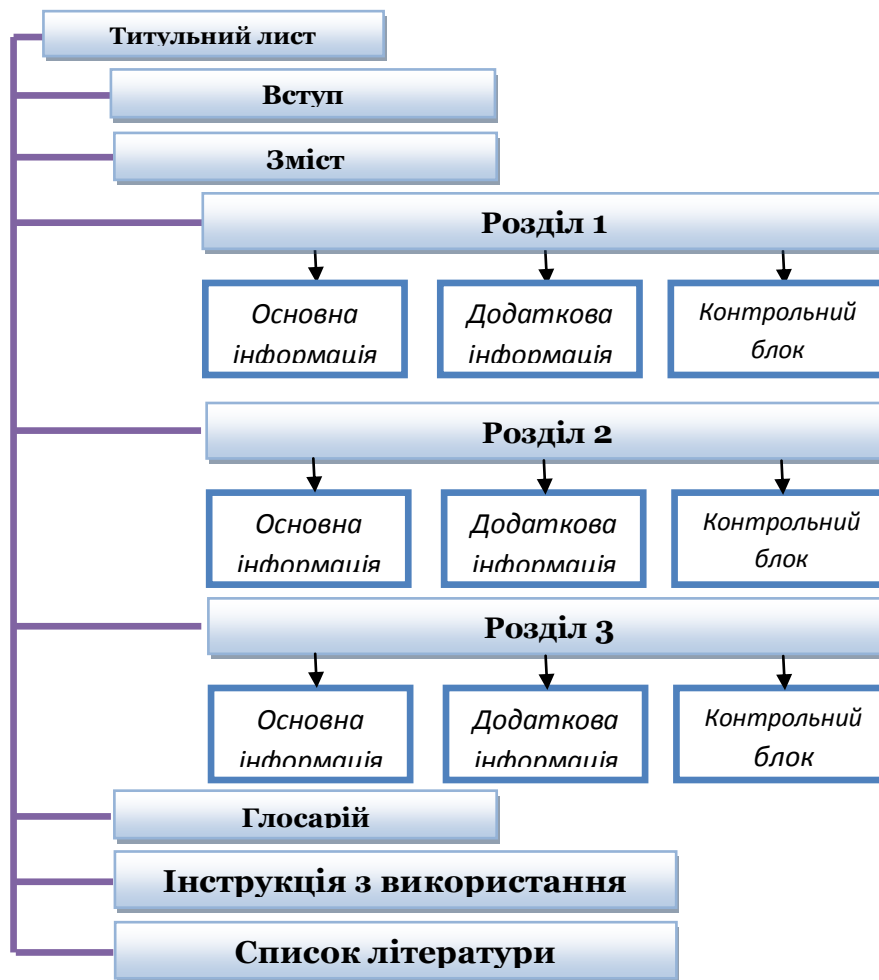 Титульний лист
Вступ
Зміст
Розділ 1
Основна
інформація
Додаткова
інформація
Контрольний
блок
Розділ 2
Основна
інформація
Додаткова
інформація
Контрольний
блок
Розділ 3
Основна
інформація
Додаткова
інформація
Контрольний
блок
Глосарій
Інструкція з використання
Список літератури